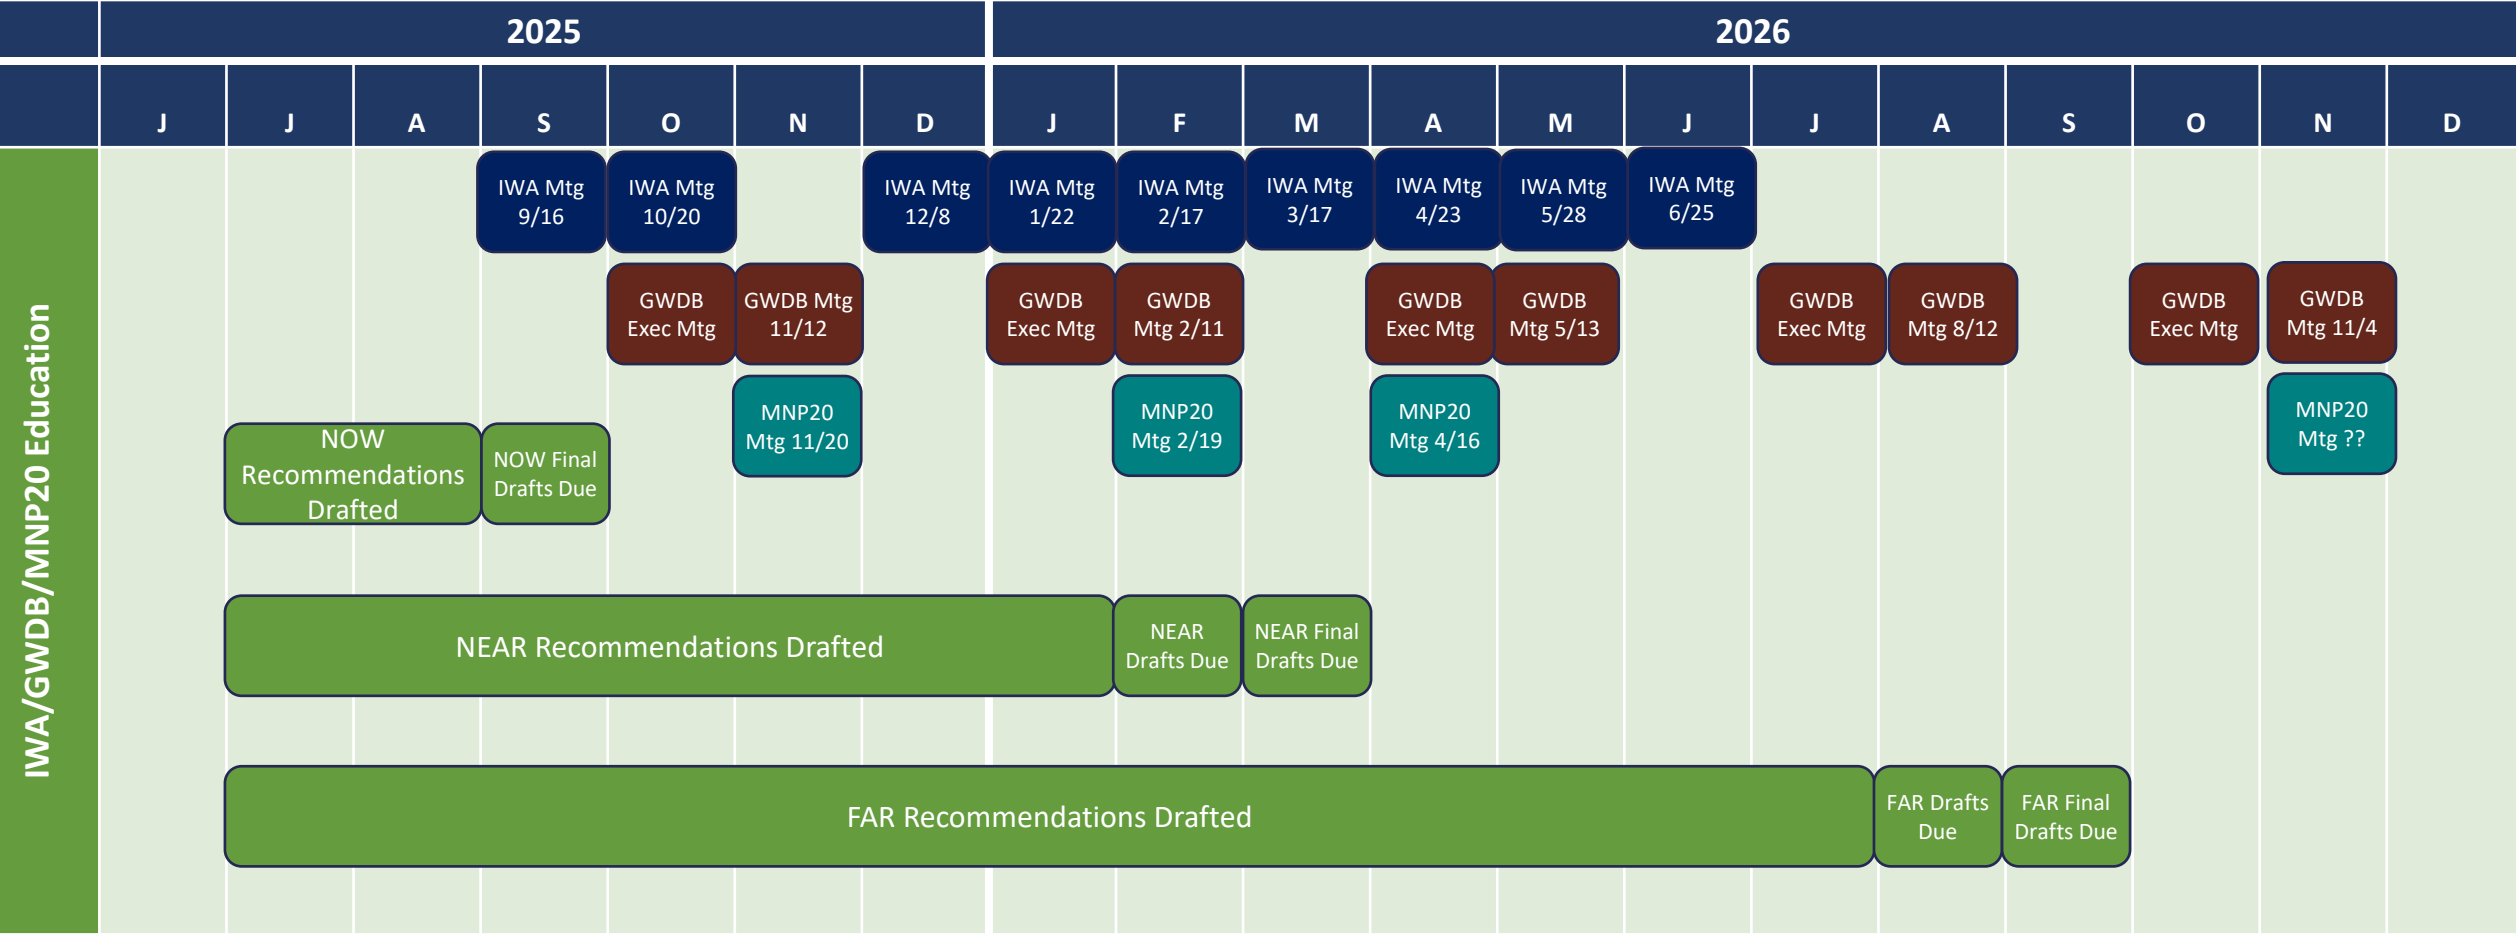 2025
2026
J
J
A
S
O
N
D
J
F
M
A
M
J
J
A
S
O
N
D
IWA/GWDB/MNP20 Education
IWA Mtg
9/16
IWA Mtg
10/20
IWA Mtg
12/8
IWA Mtg
1/22
IWA Mtg
2/17
IWA Mtg
3/17
IWA Mtg
4/23
IWA Mtg
5/28
IWA Mtg
6/25
GWDB
Exec Mtg
GWDB Mtg
11/12
GWDB
Exec Mtg
GWDB
Mtg 2/11
GWDB
Exec Mtg
GWDB
Mtg 5/13
GWDB
Exec Mtg
GWDB
Mtg 8/12
GWDB
Exec Mtg
GWDB
Mtg 11/4
MNP20
Mtg 11/20
MNP20
Mtg 2/19
MNP20
Mtg 4/16
MNP20
Mtg ??
NOW
Recommendations
Drafted
NOW Final
Drafts Due
NEAR Recommendations Drafted
NEAR
Drafts Due
NEAR Final
Drafts Due
FAR Recommendations Drafted
FAR Drafts
Due
FAR Final
Drafts Due